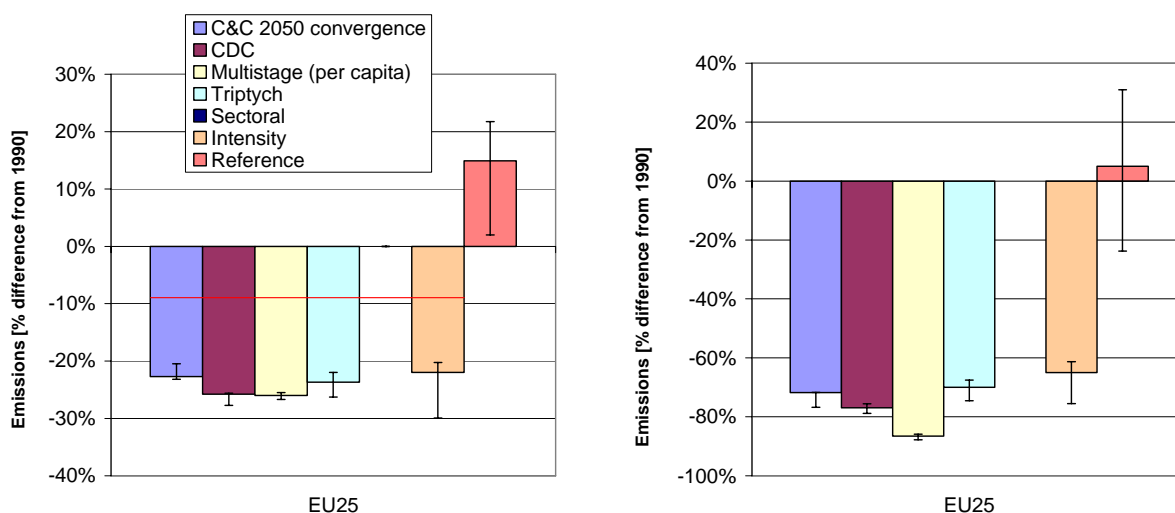 C&C 2050 convergence
CDC
Multistage (per capita)
Triptych
Sectoral
Intensity
Reference
Emissions [% difference from 1990]
30%
20%
10%
0%
-10%
-20%
-30%
-40%
EU25
Emissions [% difference from 1990]
40%
20%
0%
-20%
-40%
-60%
-80%
-100%
EU25